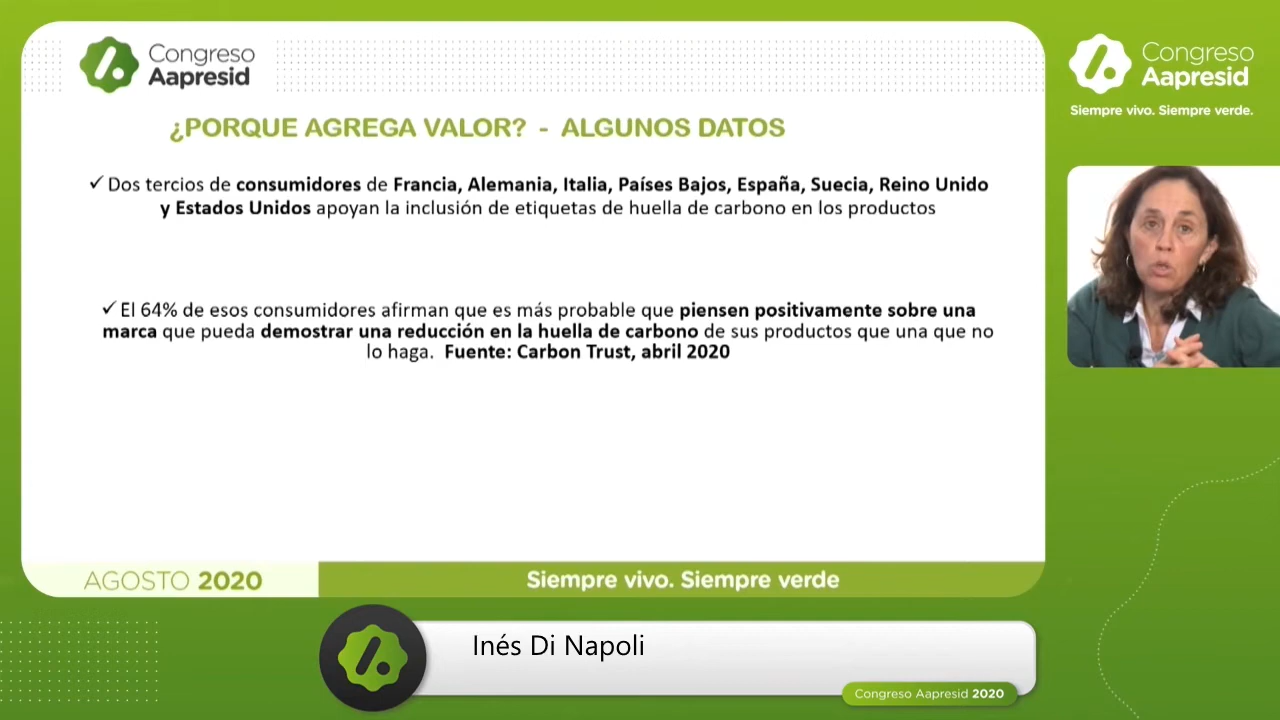 Congreso
Aapresid
¿PORQUE AGREGA VALOR? - ALGUNOS DATOS
✓ Dos tercios de consumidores de Francia, Alemania, Italia, Países Bajos, España, Suecia, Reino Unido
y Estados Unidos apoyan la inclusión de etiquetas de huella de carbono en los productos
✓ El 64% de esos consumidores afirman que es más probable que piensen positivamente sobre una
marca que pueda demostrar una reducción en la huella de carbono de sus productos que una que no
lo haga. Fuente: Carbon Trust, abril 2020
AGOSTO 2020
Siempre vivo. Siempre verde
Congreso
Aapresid
Siempre vivo. Siempre verde.
Inés Di Napoli
Congreso Aapresid 2020